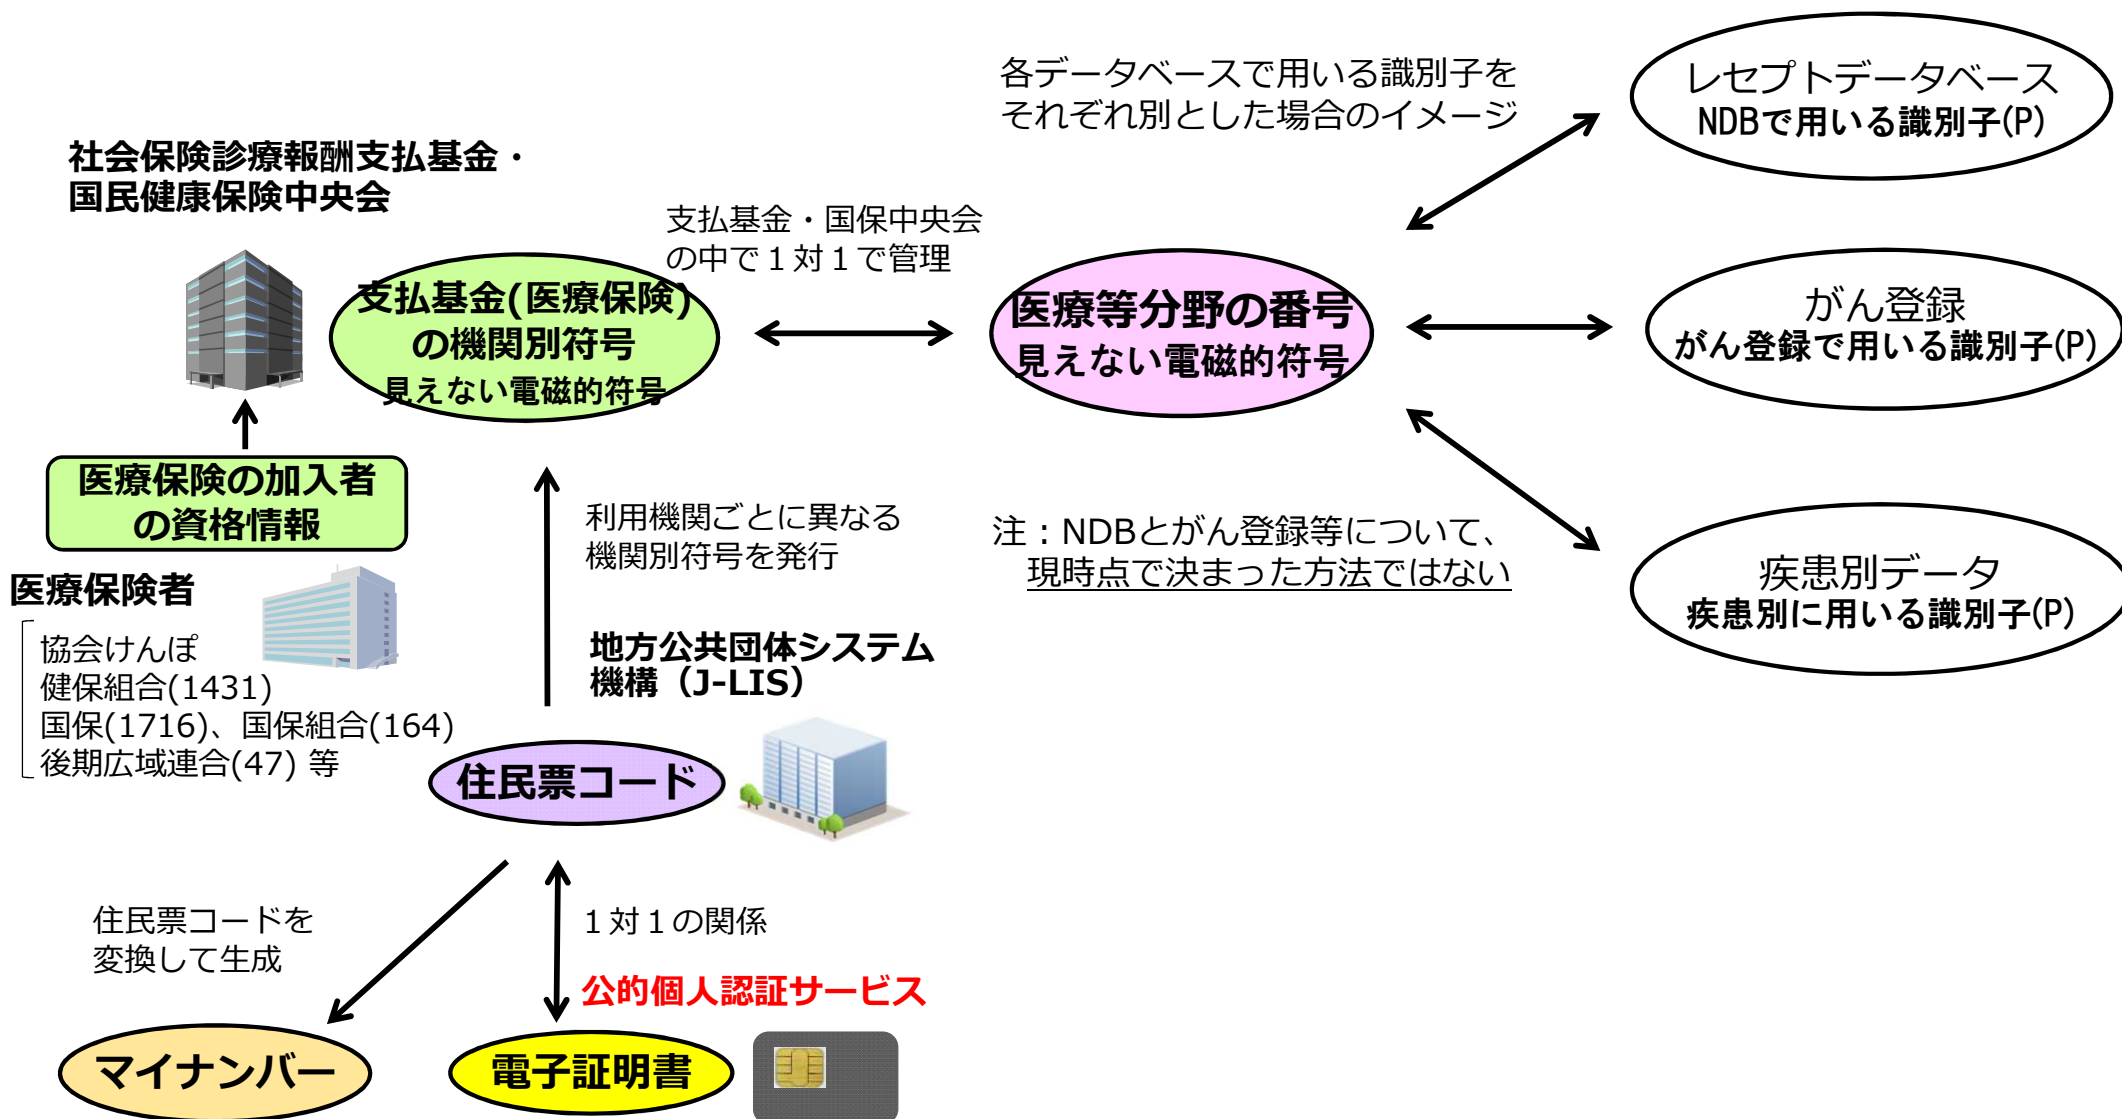 各データベースで用いる識別子を
それぞれ別とした場合のイメージ
レセプトデータベース
NDBで用いる識別子(P)
社会保険診療報酬支払基金・
国民健康保険中央会
支払基金・国保中央会
の中で１対１で管理
支払基金(医療保険)
の機関別符号
見えない電磁的符号
医療等分野の番号
見えない電磁的符号
がん登録
がん登録で用いる識別子(P)
医療保険の加入者
の資格情報
利用機関ごとに異なる
機関別符号を発行
注：NDBとがん登録等について、
現時点で決まった方法ではない
疾患別データ
疾患別に用いる識別子(P)
医療保険者
協会けんぽ
健保組合(1431)
国保(1716)、国保組合(164)
後期広域連合(47) 等
地方公共団体システム
機構（J-LIS）
住民票コード
住民票コードを
変換して生成
１対１の関係
公的個人認証サービス
マイナンバー
電子証明書